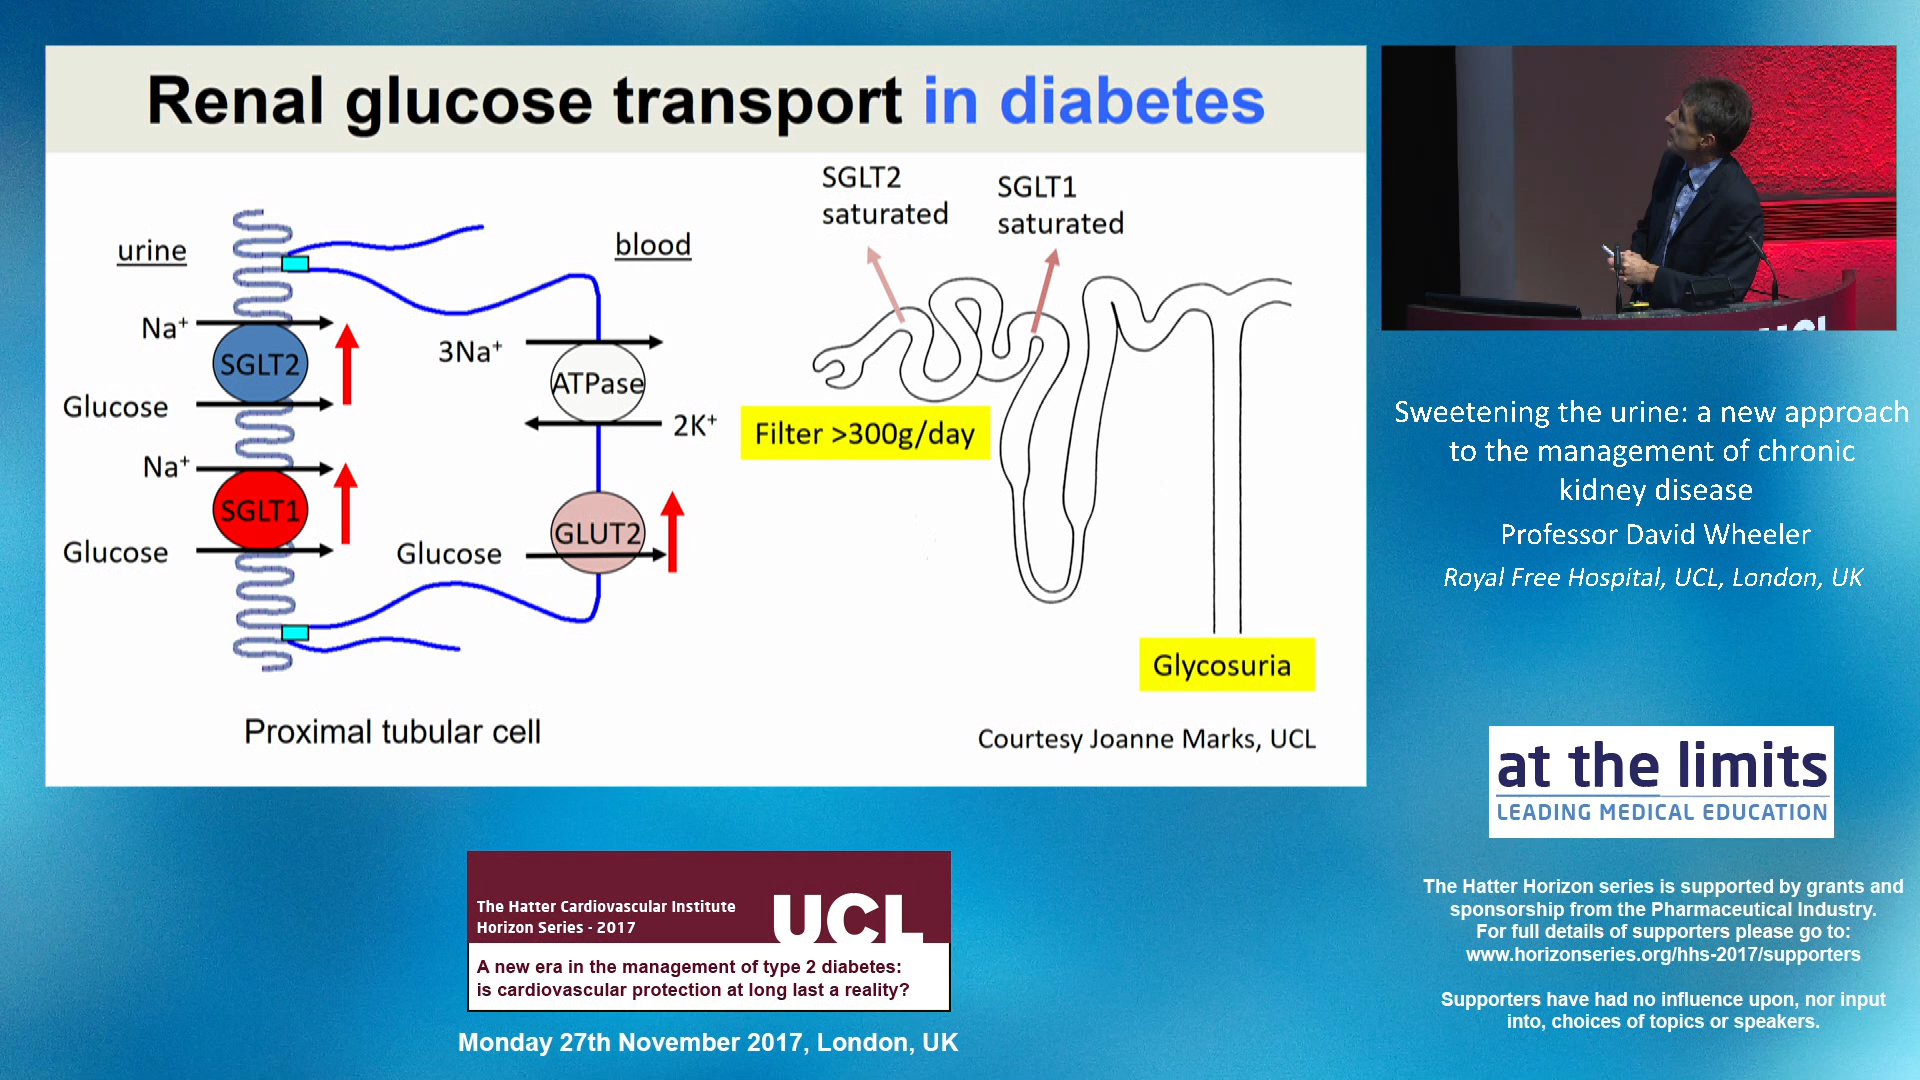 Renal glucose transport in diabetes
SGLT2
saturated
SGLT1
saturated
urine
blood
Na+
SGLT2
Glucose
3Na+
ATPase
2K+
Filter >300g/day
Na+
SGLT1
Glucose
Glucose
GLUT2
Glycosuria
Proximal tubular cell
Courtesy Joanne Marks, UCL
UCL
Sweetening the urine: a new approach
to the management of chronic
kidney disease
Professor David Wheeler
Royal Free Hospital, UCL, London, UK
at the limits
LEADING MEDICAL EDUCATION
The Hatter Horizon series is supported by grants and
sponsorship from the Pharmaceutical Industry.
For full details of supporters please go to:
www.horizonseries.org/hhs-2017/supporters
Supporters have had no influence upon, nor input
into, choices of topics or speakers.
The Hatter Cardiovascular Institute
Horizon Series - 2017
UCL
A new era in the management of type 2 diabetes:
is cardiovascular protection at long last a reality?
Monday 27th November 2017, London, UK